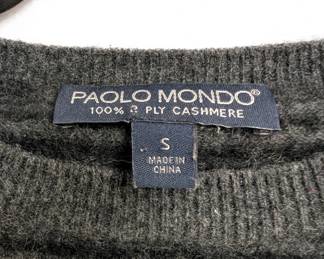 PAOLO MONDO®
100% 2 PLY CASHMERE
S
MADE IN
CHINA